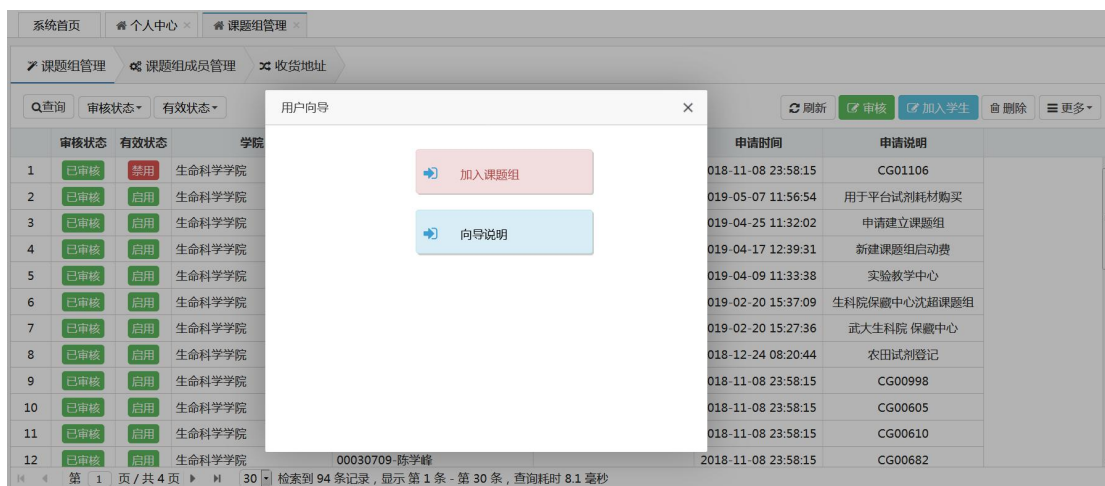 系统首页 个人中心 × 课题组管理 ×
课题组管理 课题组成员管理 收货地址
查询 审核状态 有效状态 刷新 审核 加入学生 删除 更多
用户向导 ×
加入课题组
向导说明
审核状态 有效状态 学院 申请时间 申请说明
1 已审核 禁用 生命科学学院 018-11-08 23:58:15 CG01106
2 已审核 启用 生命科学学院 019-05-07 11:56:54 用于平台试剂耗材购买
3 已审核 启用 生命科学学院 019-04-25 11:32:02 申请建立课题组
4 已审核 启用 生命科学学院 019-04-17 12:39:31 新建课题组启动费
5 已审核 启用 生命科学学院 019-04-09 11:33:38 实验教学中心
6 已审核 启用 生命科学学院 019-02-20 15:37:09 生科院保藏中心沈超课题组
7 已审核 启用 生命科学学院 019-02-20 15:27:36 武大生科院 保藏中心
8 已审核 启用 生命科学学院 018-12-24 08:20:44 农田试剂登记
9 已审核 启用 生命科学学院 018-11-08 23:58:15 CG00998
10 已审核 启用 生命科学学院 018-11-08 23:58:15 CG00605
11 已审核 启用 生命科学学院 018-11-08 23:58:15 CG00610
12 已审核 启用 生命科学学院 00030709-陈学峰 2018-11-08 23:58:15 CG00682
第 1 页 / 共 4 页 30 检索到 94 条记录，显示 第 1 条 - 第 30 条，查询耗时 8.1 毫秒